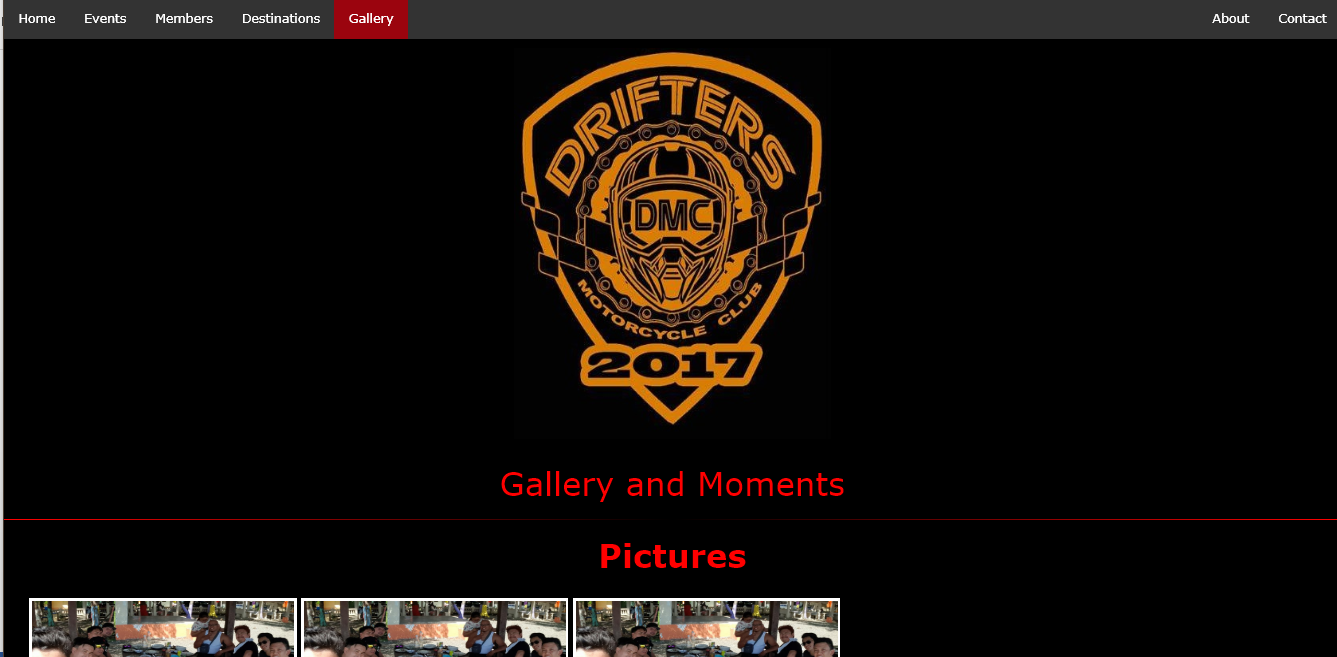 Home Events Members Destinations Gallery About Contact
DRIFTERS
DMC
MOTORCYCLE CLUB
2017
Gallery and Moments
Pictures